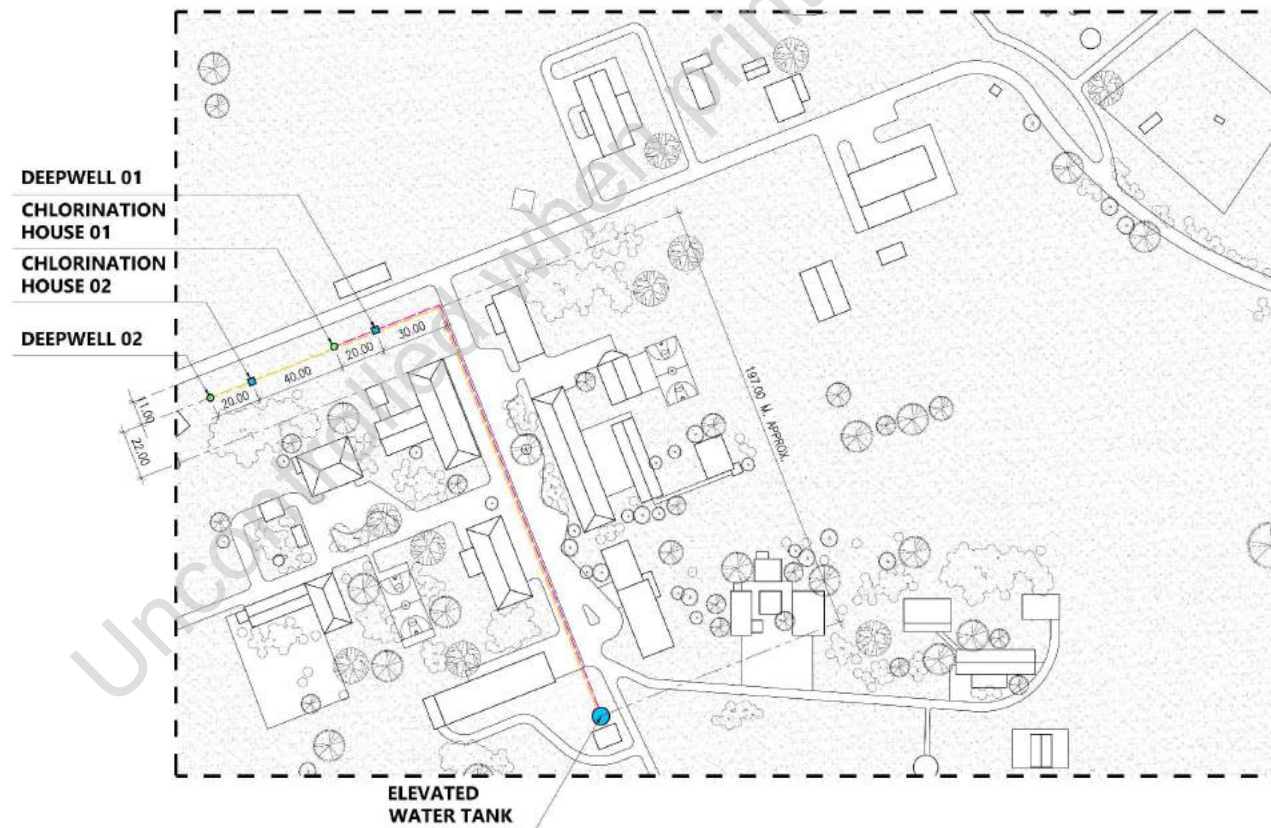 DEEPWELL 01
CHLORINATION
HOUSE 01
CHLORINATION
HOUSE 02
DEEPWELL 02
30.00
20.00
40.00
20.00
11.00
22.00
197.00 M. APPROX.
ELEVATED
WATER TANK
Uncontrolled when prin